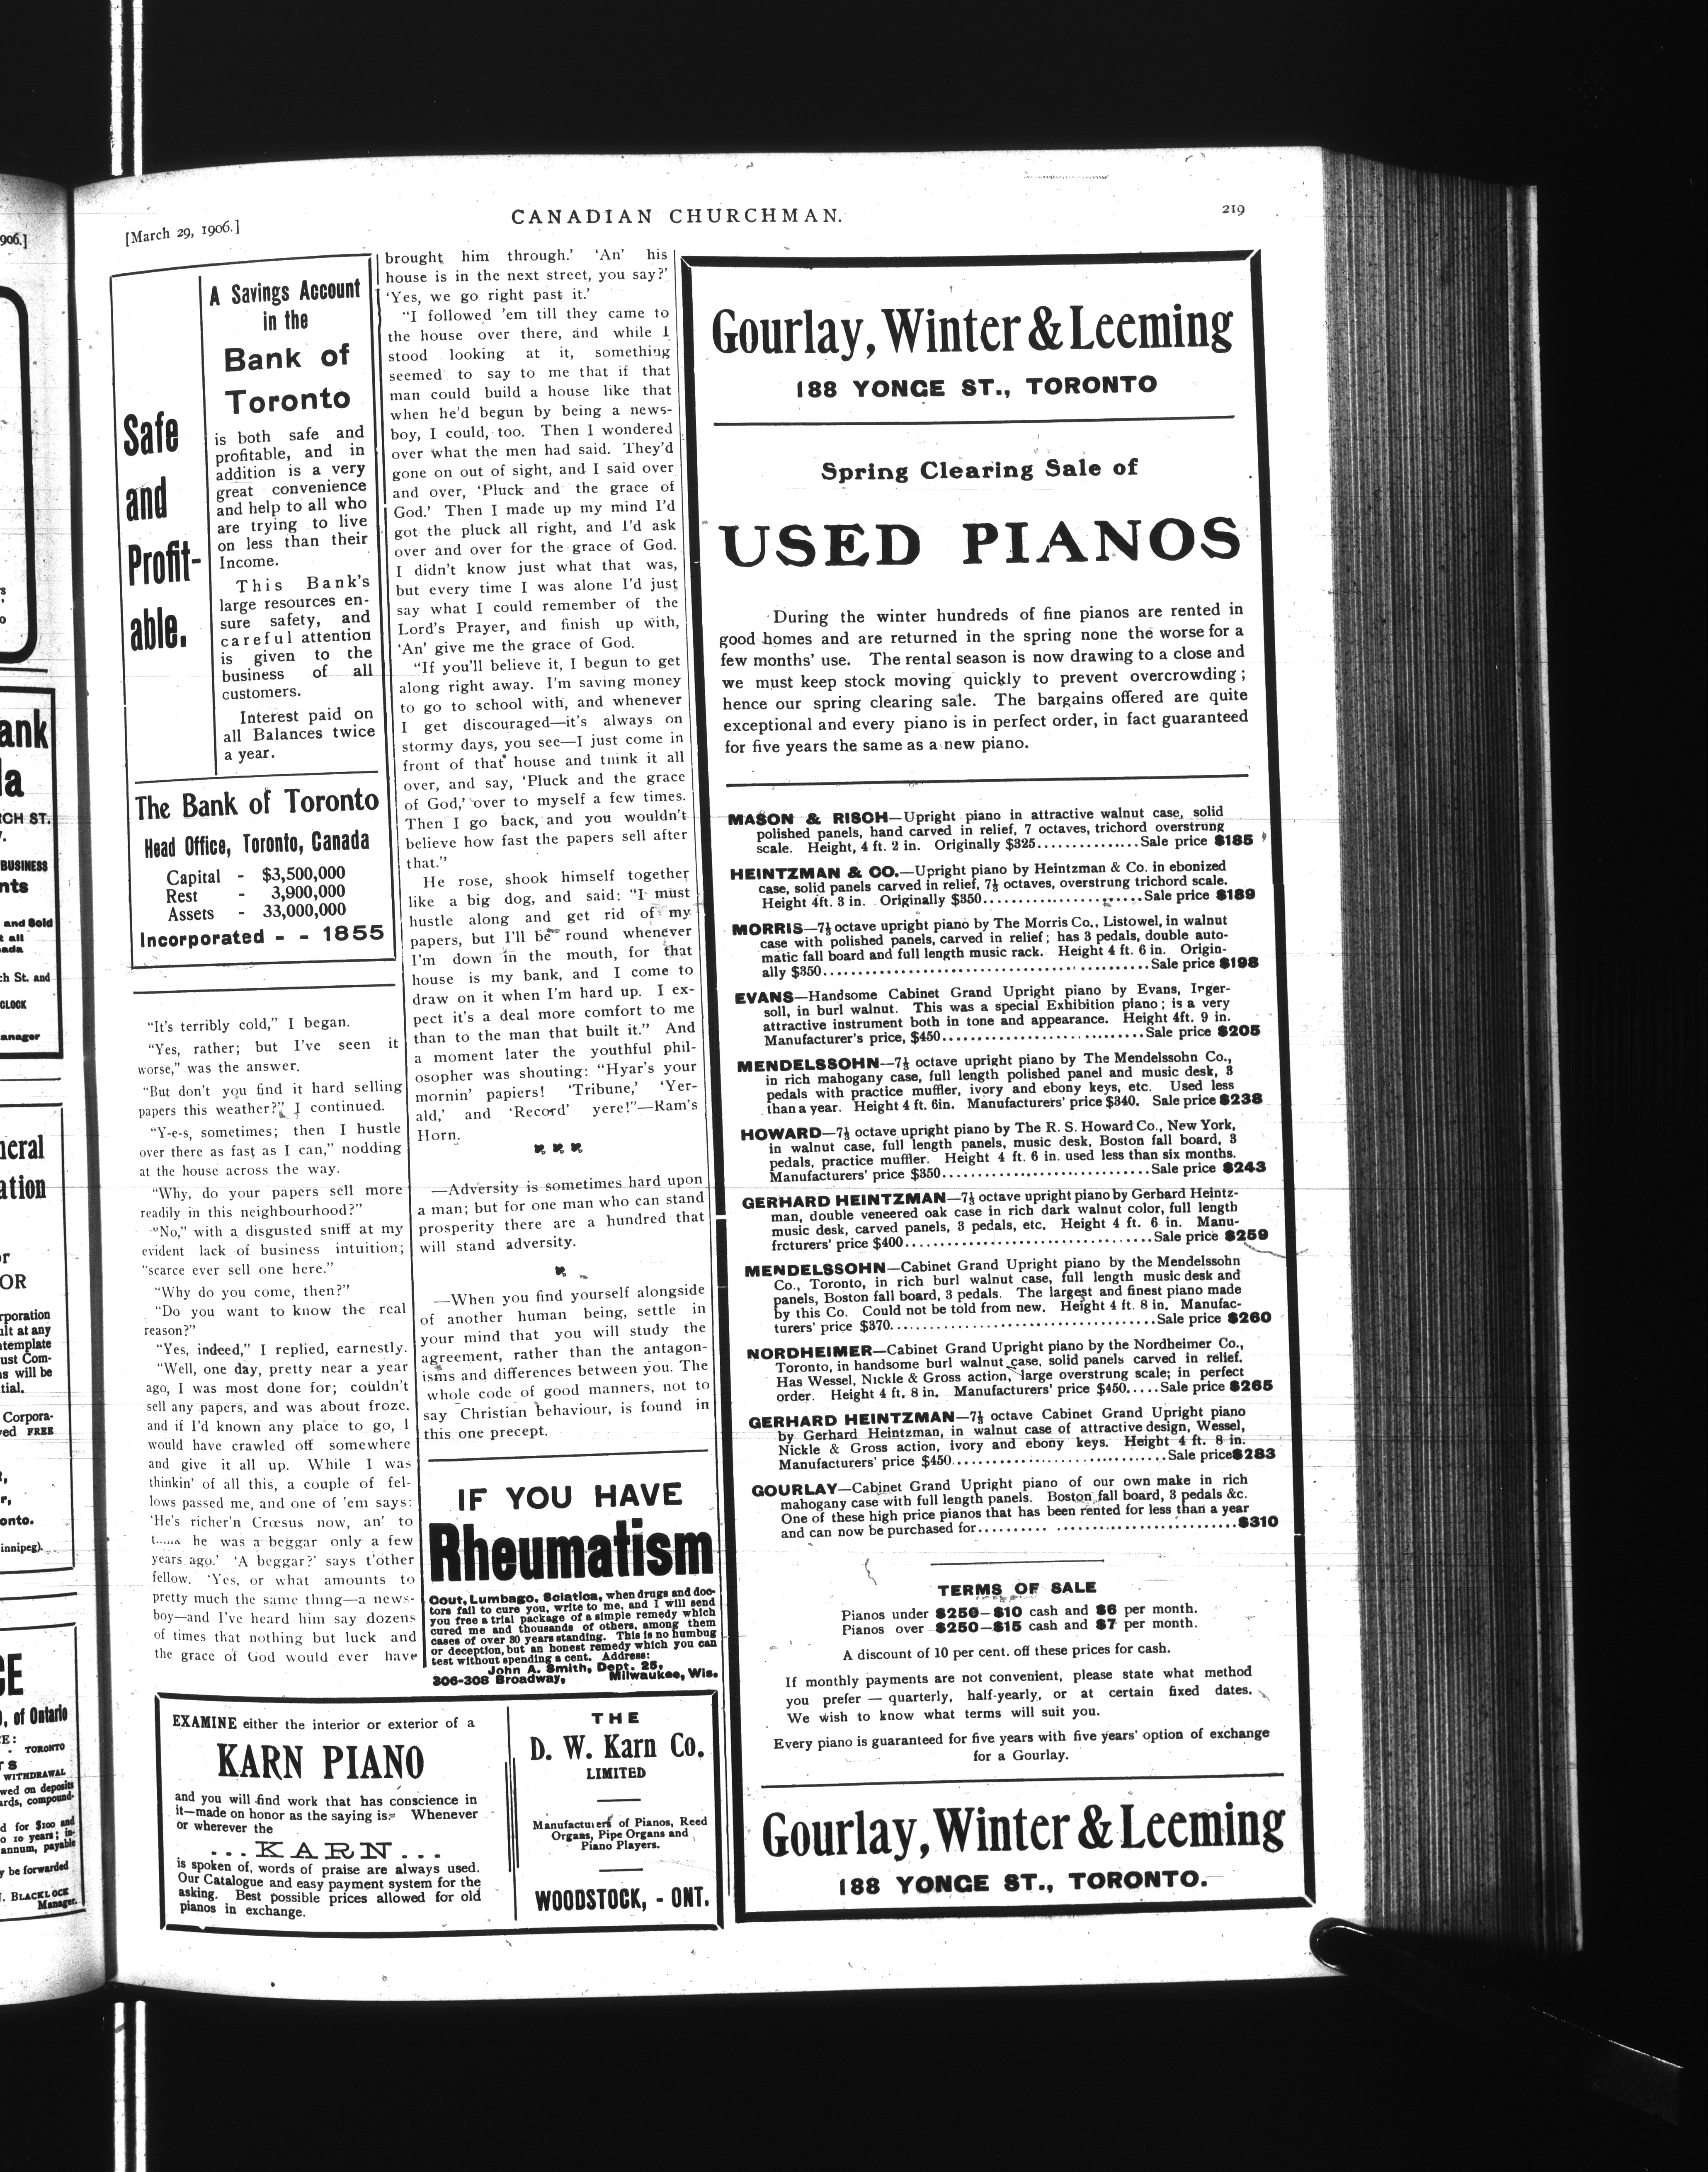 [March 29, 1906.]
CANADIAN CHURCHMAN.
219
Safe
and
Profit-
able.
A Savings Account
in the
Bank of
Toronto
is both safe and
profitable, and in
addition is a very
great convenience
and help to all who
are trying to live
on less than their
Income.
This Bank's
large resources en-
sure safety, and
careful attention
is given to the
business of all
customers.
Interest paid on
all Balances twice
a year.
The Bank of Toronto
Head Office, Toronto, Canada
Capital - $3,500,000
Rest - 3,900,000
Assets - 33,000,000
Incorporated - - 1855
"It's terribly cold," I began.
"Yes, rather; but I've seen it
worse," was the answer.
"But don't you find it hard selling
papers this weather?" I continued.
"Y-e-s, sometimes; then I hustle
over there as fast as I can," nodding
at the house across the way.
"Why, do your papers sell more
readily in this neighbourhood?"
"No," with a disgusted sniff at my
evident lack of business intuition;
"scarce ever sell one here."
"Why do you come, then?"
"Do you want to know the real
reason?"
"Yes, indeed," I replied, earnestly.
"Well, one day, pretty near a year
ago, I was most done for; couldn't
sell any papers, and was about froze,
and if I'd known any place to go, I
would have crawled off somewhere
and give it all up. While I was
thinkin' of all this, a couple of fel-
lows passed me, and one of 'em says:
'He's richer'n Crœsus now, an' to
he was a beggar only a few
years ago.' 'A beggar?' says t'other
fellow. 'Yes, or what amounts to
pretty much the same thing—a news-
boy—and I've heard him say dozens
of times that nothing but luck and
the grace of God would ever have
brought him through.' 'An' his
house is in the next street, you say?'
'Yes, we go right past it.'
"I followed 'em till they came to
the house over there, and while I
stood looking at it, something
seemed to say to me that if that
man could build a house like that
when he'd begun by being a news-
boy, I could, too. Then I wondered
over what the men had said. They'd
gone on out of sight, and I said over
and over, 'Pluck and the grace of
God.' Then I made up my mind I'd
got the pluck all right, and I'd ask
over and over for the grace of God.
I didn't know just what that was,
but every time I was alone I'd just
say what I could remember of the
Lord's Prayer, and finish up with,
'An' give me the grace of God.
"If you'll believe it, I begun to get
along right away. I'm saving money
to go to school with, and whenever
I get discouraged—it's always on
stormy days, you see—I just come in
front of that house and think it all
over, and say, 'Pluck and the grace
of God,' over to myself a few times.
Then I go back, and you wouldn't
believe how fast the papers sell after
that."
He rose, shook himself together
like a big dog, and said: "I must
hustle along and get rid of my
papers, but I'll be round whenever
I'm down in the mouth, for that
house is my bank, and I come to
draw on it when I'm hard up. I ex-
pect it's a deal more comfort to me
than to the man that built it." And
a moment later the youthful phil-
osopher was shouting: "Hyar's your
mornin' papiers! 'Tribune,' 'Yer-
ald,' and 'Record' yere!"—Ram's
Horn.
—Adversity is sometimes hard upon
a man; but for one man who can stand
prosperity there are a hundred that
will stand adversity.
—When you find yourself alongside
of another human being, settle in
your mind that you will study the
agreement, rather than the antagon-
isms and differences between you. The
whole code of good manners, not to
say Christian behaviour, is found in
this one precept.
IF YOU HAVE
Rheumatism
Gout, Lumbago, Sciatica, when drugs and doc-
tors fail to cure you, write to me, and I will send
you free a trial package of a simple remedy which
cured me and thousands of others, among them
cases of over 30 years standing. This is no humbug
or deception, but an honest remedy which you can
test without spending a cent. Address:
John A. Smith, Dept. 25,
306-308 Broadway, Milwaukee, Wis.
EXAMINE either the interior or exterior of a
KARN PIANO
and you will find work that has conscience in
it—made on honor as the saying is. Whenever
or wherever the
... KARN ...
is spoken of, words of praise are always used.
Our Catalogue and easy payment system for the
asking. Best possible prices allowed for old
pianos in exchange.
THE
D. W. Karn Co.
LIMITED
Manufacturers of Pianos, Reed
Organs, Pipe Organs and
Piano Players.
WOODSTOCK, - ONT.
Gourlay, Winter & Leeming
188 YONGE ST., TORONTO
Spring Clearing Sale of
USED PIANOS
During the winter hundreds of fine pianos are rented in
good homes and are returned in the spring none the worse for a
few months' use. The rental season is now drawing to a close and
we must keep stock moving quickly to prevent overcrowding;
hence our spring clearing sale. The bargains offered are quite
exceptional and every piano is in perfect order, in fact guaranteed
for five years the same as a new piano.
MASON & RISCH—Upright piano in attractive walnut case, solid
polished panels, hand carved in relief, 7 octaves, trichord overstrung
scale. Height, 4 ft. 2 in. Originally $325...............Sale price $185
HEINTZMAN & CO.—Upright piano by Heintzman & Co. in ebonized
case, solid panels carved in relief, 7⅓ octaves, overstrung trichord scale.
Height 4ft. 3 in. Originally $350......................Sale price $189
MORRIS—7⅓ octave upright piano by The Morris Co., Listowel, in walnut
case with polished panels, carved in relief; has 3 pedals, double auto-
matic fall board and full length music rack. Height 4 ft. 6 in. Origin-
ally $350..........................................Sale price $198
EVANS—Handsome Cabinet Grand Upright piano by Evans, Inger-
soll, in burl walnut. This was a special Exhibition piano; is a very
attractive instrument both in tone and appearance. Height 4ft. 9 in.
Manufacturer's price, $450..........................Sale price $205
MENDELSSOHN—7⅓ octave upright piano by The Mendelssohn Co.,
in rich mahogany case, full length polished panel and music desk, 3
pedals with practice muffler, ivory and ebony keys, etc. Used less
than a year. Height 4 ft. 6in. Manufacturers' price $340. Sale price $238
HOWARD—7⅓ octave upright piano by The R. S. Howard Co., New York,
in walnut case, full length panels, music desk, Boston fall board, 3
pedals, practice muffler. Height 4 ft. 6 in. used less than six months.
Manufacturers' price $350...........................Sale price $243
GERHARD HEINTZMAN—7⅓ octave upright piano by Gerhard Heintz-
man, double veneered oak case in rich dark walnut color, full length
music desk, carved panels, 3 pedals, etc. Height 4 ft. 6 in. Manu-
frcturers' price $400................................Sale price $259
MENDELSSOHN—Cabinet Grand Upright piano by the Mendelssohn
Co., Toronto, in rich burl walnut case, full length music desk and
panels, Boston fall board, 3 pedals. The largest and finest piano made
by this Co. Could not be told from new. Height 4 ft. 8 in. Manufac-
turers' price $370...................................Sale price $260
NORDHEIMER—Cabinet Grand Upright piano by the Nordheimer Co.,
Toronto, in handsome burl walnut case, solid panels carved in relief.
Has Wessel, Nickle & Gross action, large overstrung scale; in perfect
order. Height 4 ft. 8 in. Manufacturers' price $450.....Sale price $265
GERHARD HEINTZMAN—7⅓ octave Cabinet Grand Upright piano
by Gerhard Heintzman, in walnut case of attractive design, Wessel,
Nickle & Gross action, ivory and ebony keys. Height 4 ft. 8 in.
Manufacturers' price $450............................Sale price $283
GOURLAY—Cabinet Grand Upright piano of our own make in rich
mahogany case with full length panels. Boston fall board, 3 pedals &c.
One of these high price pianos that has been rented for less than a year
and can now be purchased for.......... ..........................$310
TERMS OF SALE
Pianos under $250—$10 cash and $6 per month.
Pianos over $250—$15 cash and $7 per month.
A discount of 10 per cent. off these prices for cash.
If monthly payments are not convenient, please state what method
you prefer — quarterly, half-yearly, or at certain fixed dates.
We wish to know what terms will suit you.
Every piano is guaranteed for five years with five years' option of exchange
for a Gourlay.
Gourlay, Winter & Leeming
188 YONGE ST., TORONTO.